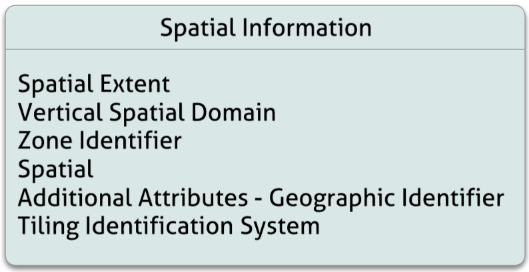 Spatial Information
Spatial Extent
Vertical Spatial Domain
Zone Identifier
Spatial
Additional Attributes - Geographic Identifier
Tiling Identification System